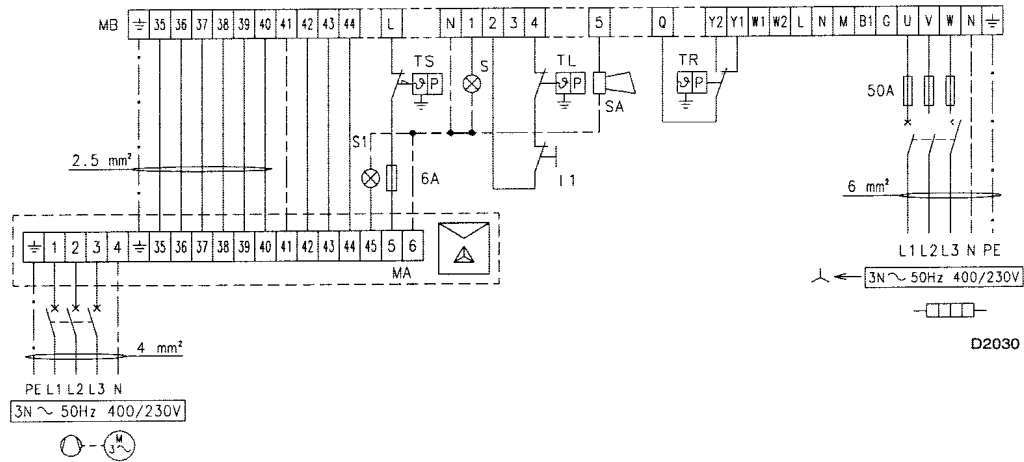 MB ⏚ 35 36 37 38 39 40 41 42 43 44 L N 1 2 3 4 5 Q Y2 Y1 W1 W2 L N M B1 G U V W N ⏚
TS
ϑ P
S
TL
ϑ P
SA
TR
ϑ P
50A
S1
6A
I1
2.5 mm²
6 mm²
⏚ 1 2 3 4 ⏚ 35 36 37 38 39 40 41 42 43 44 45 5 6
MA
L1 L2 L3 N PE
3N ~ 50Hz 400/230V
D2030
4 mm²
PE L1 L2 L3 N
3N ~ 50Hz 400/230V
M
3~